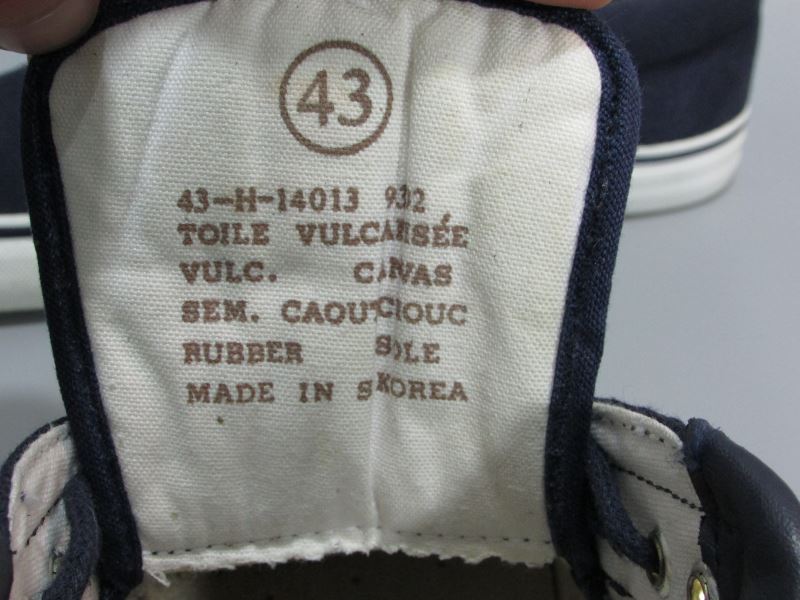 43
43-H-14013 932
TOILE VULCANISÉE
VULC. CANVAS
SEM. CAOUTCHOUC
RUBBER SOLE
MADE IN S KOREA